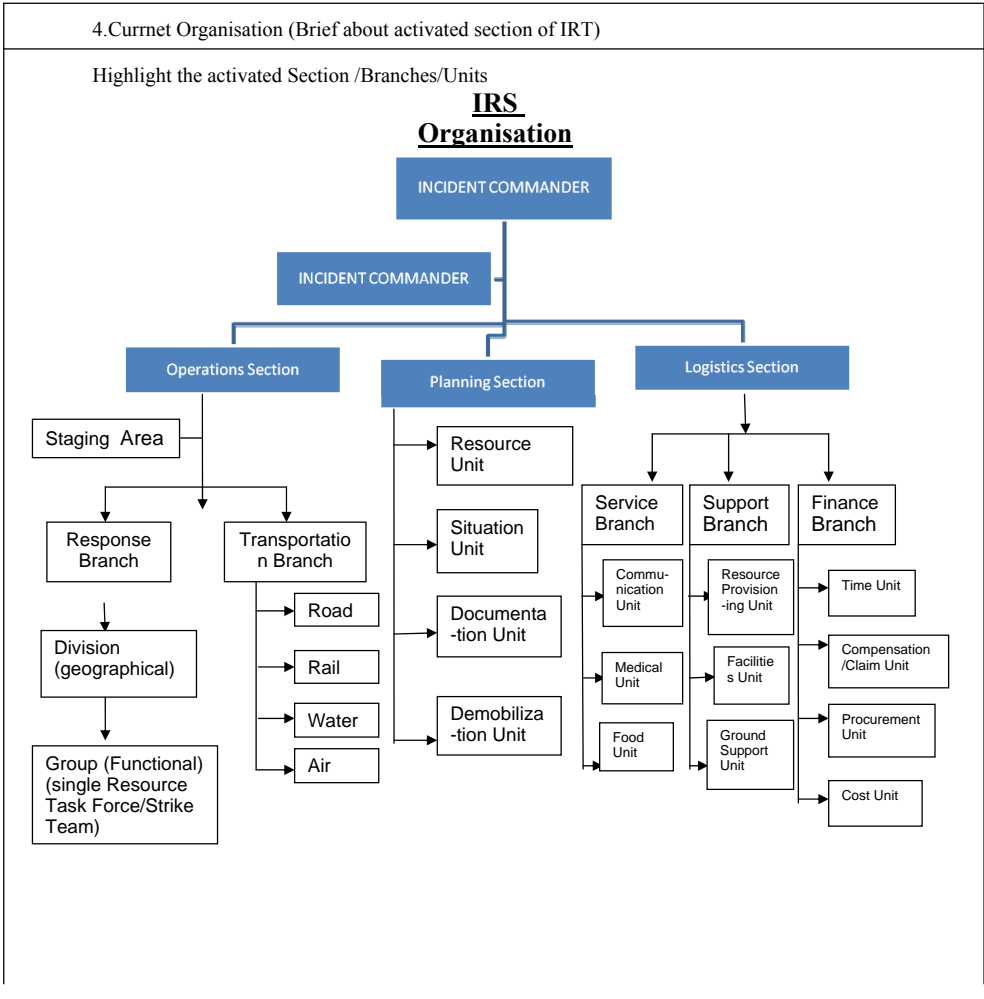 4.Currnet Organisation (Brief about activated section of IRT)
Highlight the activated Section /Branches/Units
IRS
Organisation
INCIDENT COMMANDER
INCIDENT COMMANDER
Operations Section
Planning Section
Logistics Section
Staging Area
Response
Branch
Transportatio
n Branch
Road
Rail
Water
Air
Division
(geographical)
Group (Functional)
(single Resource
Task Force/Strike
Team)
Resource
Unit
Situation
Unit
Documenta
-tion Unit
Demobiliza
-tion Unit
Service
Branch
Commu-
nication
Unit
Medical
Unit
Food
Unit
Support
Branch
Resource
Provision
-ing Unit
Facilitie
s Unit
Ground
Support
Unit
Finance
Branch
Time Unit
Compensation
/Claim Unit
Procurement
Unit
Cost Unit